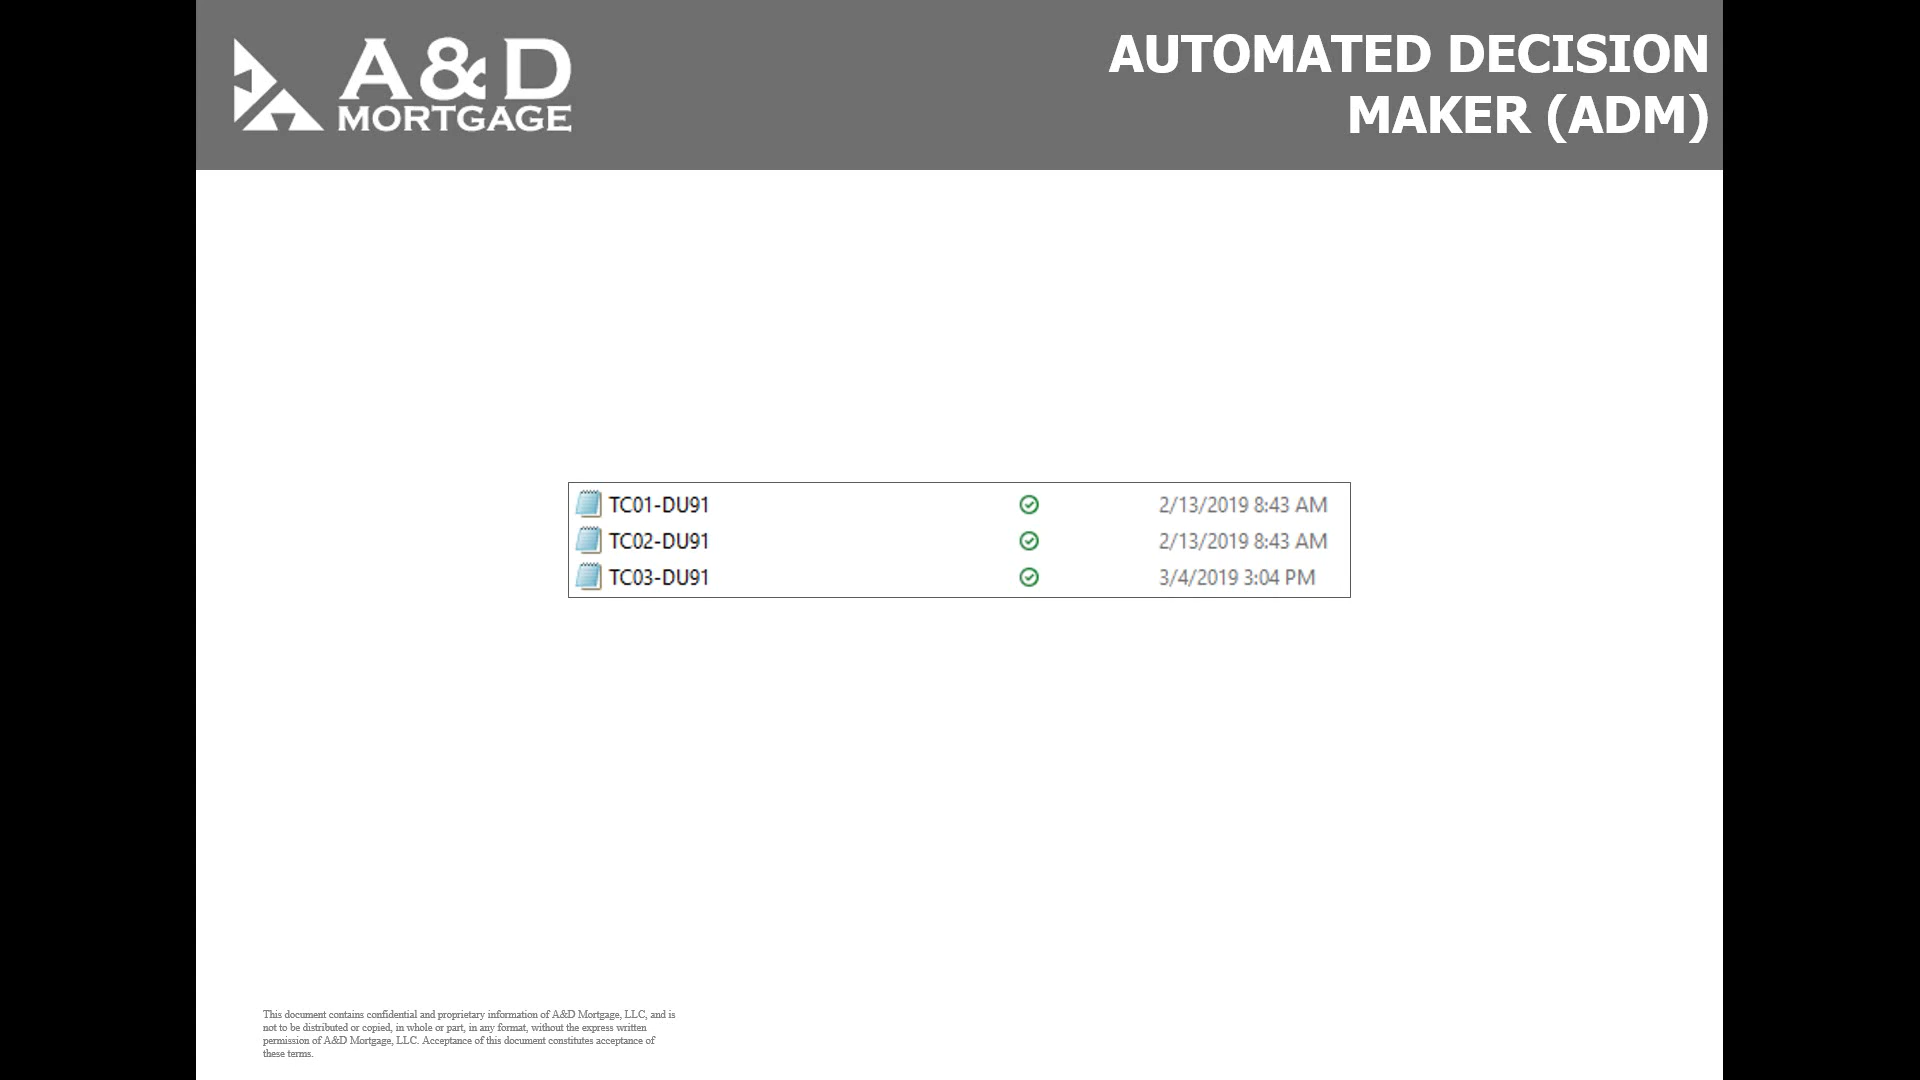 A&D
MORTGAGE
AUTOMATED DECISION
MAKER (ADM)
TC01-DU91 2/13/2019 8:43 AM
TC02-DU91 2/13/2019 8:43 AM
TC03-DU91 3/4/2019 3:04 PM
This document contains confidential and proprietary information of A&D Mortgage, LLC, and is
not to be distributed or copied, in whole or part, in any format, without the express written
permission of A&D Mortgage, LLC. Acceptance of this document constitutes acceptance of
these terms.